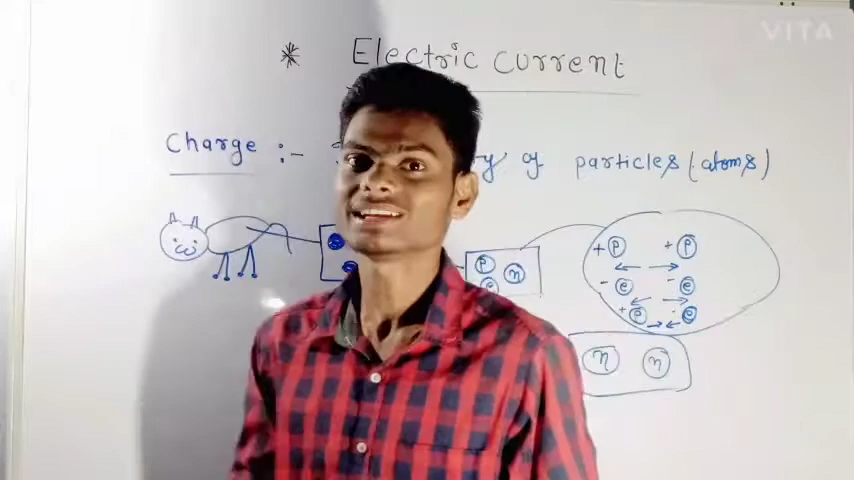 VITA
* Electric current
Charge :- of particles (atoms)
P n e
+ P + P
- e - e
+ P - e
n n